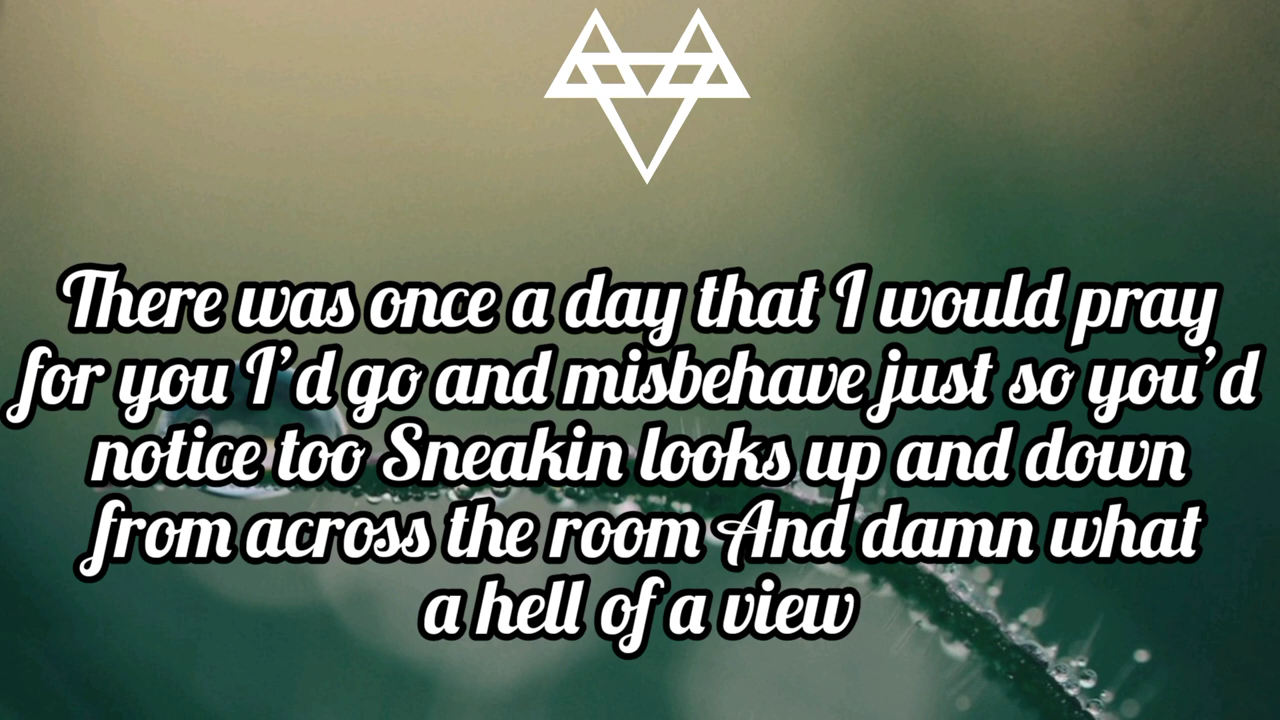 There was once a day that I would pray
for you I’d go and misbehave just so you’d
notice too Sneakin looks up and down
from across the room And damn what
a hell of a view